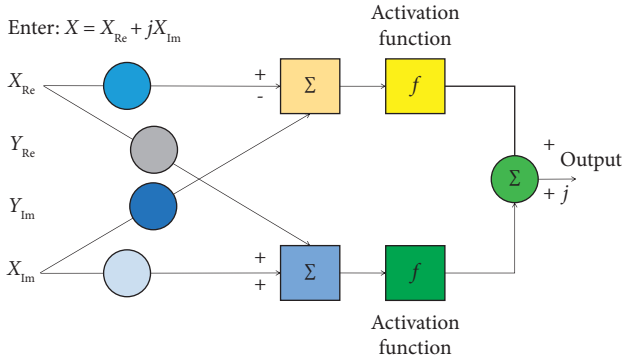 Enter: X = X_Re + jX_Im
Activation
function
X_Re
+
-
Σ
f
Y_Re
+
Output
Σ
Y_Im
+ j
X_Im
+
+
Σ
f
Activation
function